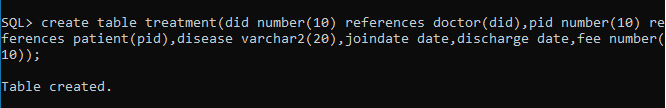 SQL> create table treatment(did number(10) references doctor(did),pid number(10) re
ferences patient(pid),disease varchar2(20),joindate date,discharge date,fee number(
10));
Table created.